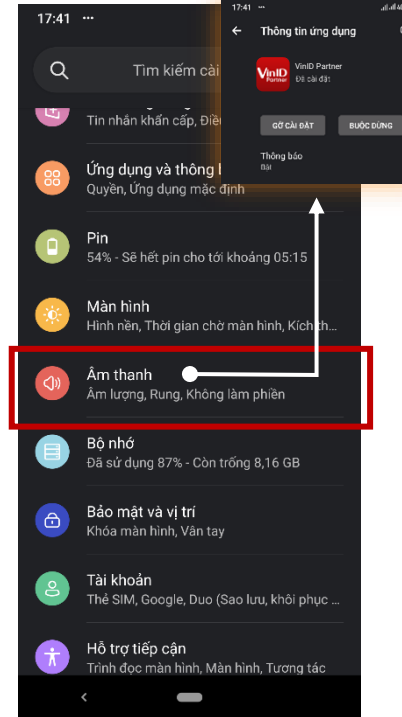 17:41 ···
Tìm kiếm cài
Tin nhắn khẩn cấp,
Ứng dụng và thông
Quyền, Ứng dụng mặc định
Pin
54% - Sẽ hết pin cho tới khoảng 05:15
Màn hình
Hình nền, Thời gian chờ màn hình, Kích th...
Âm thanh
Âm lượng, Rung, Không làm phiền
Bộ nhớ
Đã sử dụng 87% - Còn trống 8,16 GB
Bảo mật và vị trí
Khóa màn hình, Vân tay
Tài khoản
Thẻ SIM, Google, Duo (Sao lưu, khôi phục ...
Hỗ trợ tiếp cận
Trình đọc màn hình, Màn hình, Tương tác
17:41 ···
Thông tin ứng dụng
VinID
Partner
VinID Partner
Đã cài đặt
GỠ CÀI ĐẶT
BUỘC DỪNG
Thông báo
Bật